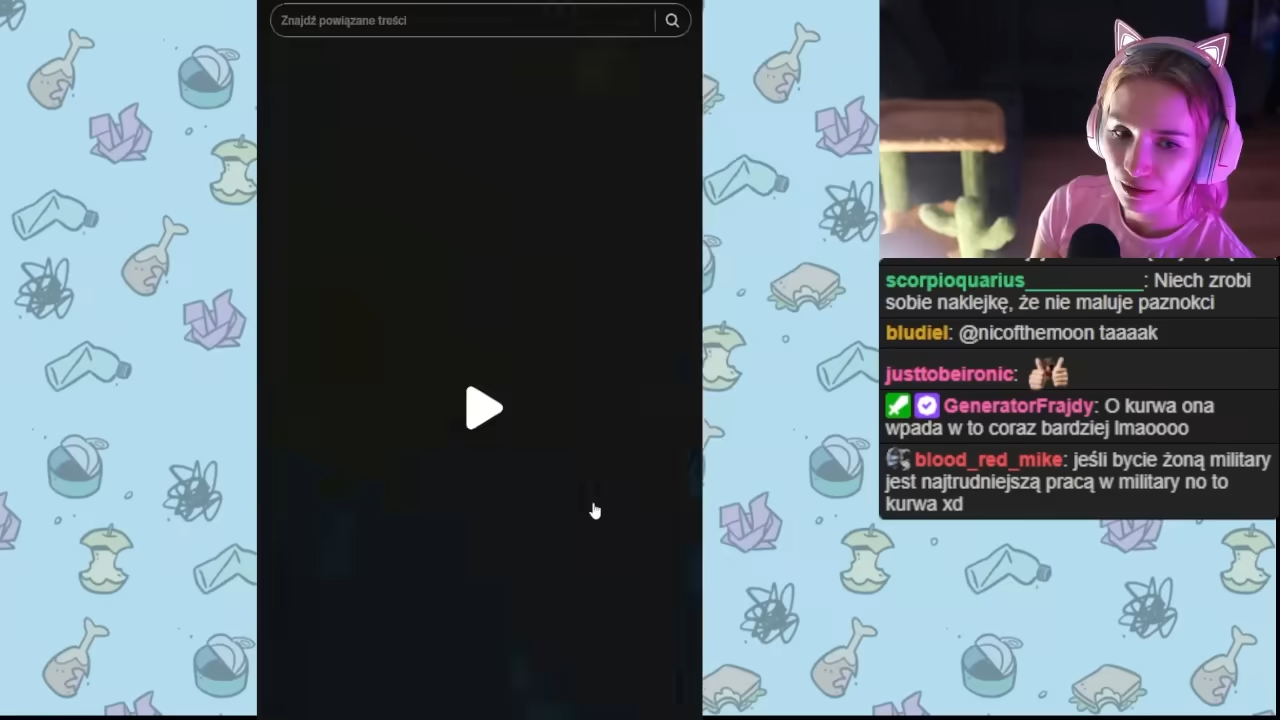 Znajdź powiązane treści
scorpioquarius___________: Niech zrobi
sobie naklejkę, że nie maluje paznokci
bludiel: @nicofthemoon taaaak
justtobeironic:
GeneratorFrajdy: O kurwa ona
wpada w to coraz bardziej lmaoooo
blood_red_mike: jeśli bycie żoną military
jest najtrudniejszą pracą w military no to
kurwa xd